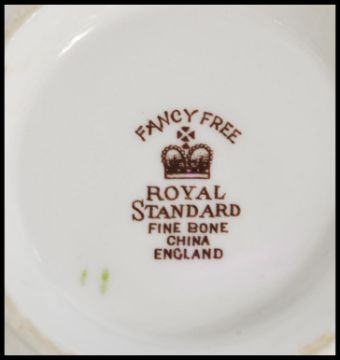 FANCY FREE
ROYAL
STANDARD
FINE BONE
CHINA
ENGLAND